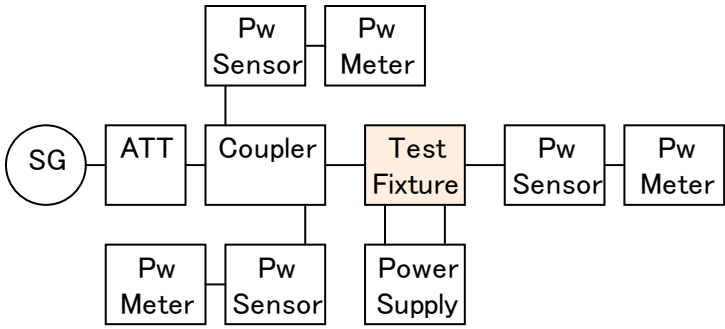 Pw
Sensor
Pw
Meter
SG
ATT
Coupler
Test
Fixture
Pw
Sensor
Pw
Meter
Pw
Meter
Pw
Sensor
Power
Supply